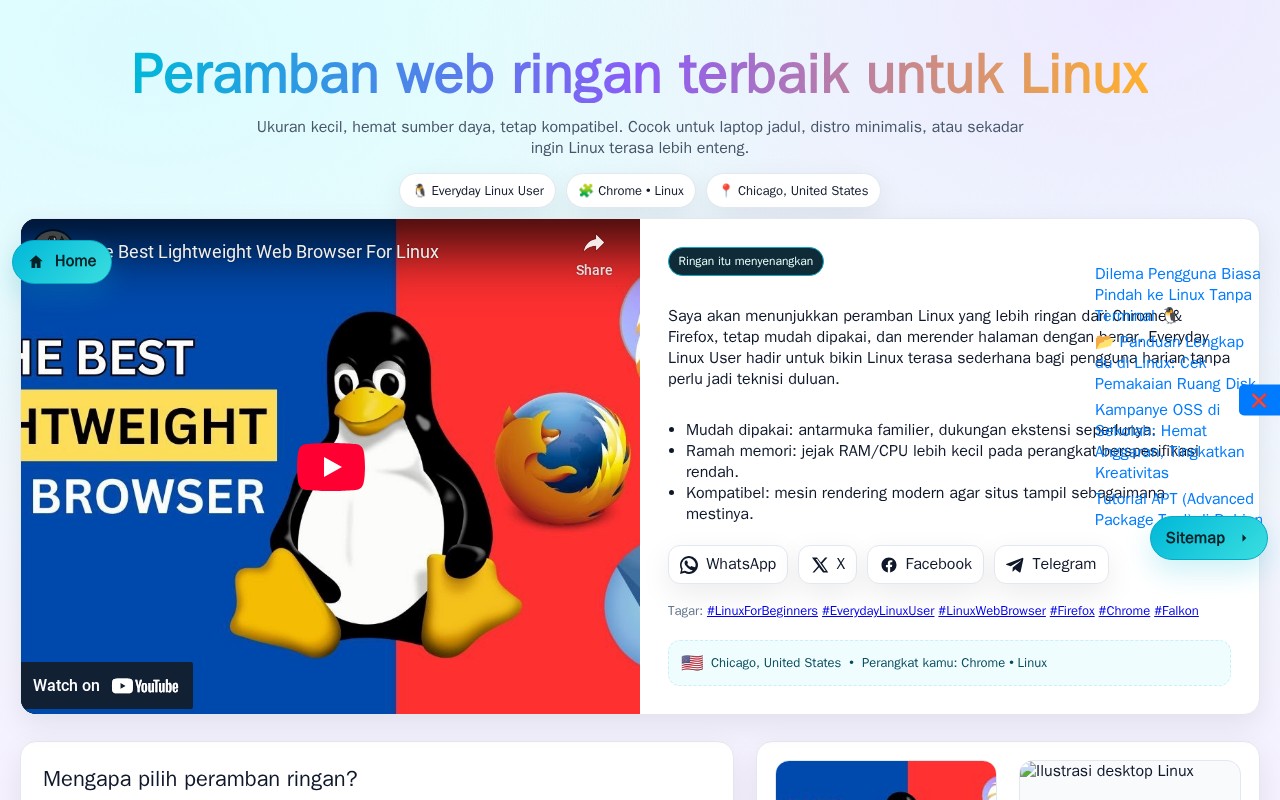 Peramban web ringan terbaik untuk Linux
Ukuran kecil, hemat sumber daya, tetap kompatibel. Cocok untuk laptop jadul, distro minimalis, atau sekadar
ingin Linux terasa lebih enteng.
Everyday Linux User
Chrome • Linux
Chicago, United States
Home
Best Lightweight Web Browser For Linux
Share
HE BEST
HTWEIGHT
BROWSER
Watch on YouTube
Ringan itu menyenangkan
Saya akan menunjukkan peramban Linux yang lebih ringan dari Chrome &
Firefox, tetap mudah dipakai, dan merender halaman dengan benar. Everyday
Linux User hadir untuk bikin Linux terasa sederhana bagi pengguna harian tanpa
perlu jadi teknisi duluan.
Mudah dipakai: antarmuka familier, dukungan ekstensi seperlunya.
Ramah memori: jejak RAM/CPU lebih kecil pada perangkat berspesifikasi
rendah.
Kompatibel: mesin rendering modern agar situs tampil sebagaimana
mestinya.
WhatsApp
X
Facebook
Telegram
Tagar: #LinuxForBeginners #EverydayLinuxUser #LinuxWebBrowser #Firefox #Chrome #Falkon
Chicago, United States • Perangkat kamu: Chrome • Linux
Dilema Pengguna Biasa
Pindah ke Linux Tanpa
Terminal
Panduan Lengkap
du di Linux: Cek
Pemakaian Ruang Disk
Kampanye OSS di
Sekolah: Hemat
Anggaran, Tingkatkan
Kreativitas
Tutorial APT (Advanced
Package
Sitemap
Mengapa pilih peramban ringan?
Ilustrasi desktop Linux